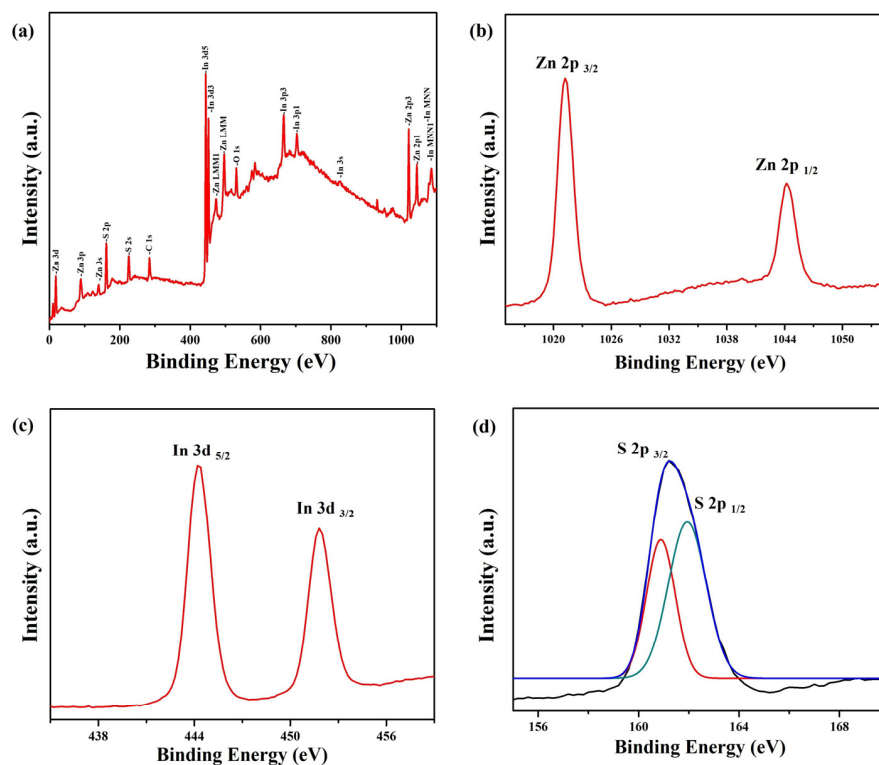 (a)
Intensity (a.u.)
-Zn 3d
-Zn 3p
-Zn 3s
-S 2p
-S 2s
-C 1s
In 3d5
-In 3d3
-Zn LMM1
-Zn LMM
-O 1s
-In 3p3
-In 3p1
-In 3s
-Zn 2p3
Zn 2p1
-In MNN1
-In MNN
0 200 400 600 800 1000
Binding Energy (eV)
(b)
Intensity (a.u.)
Zn 2p 3/2
Zn 2p 1/2
1020 1026 1032 1038 1044 1050
Binding Energy (eV)
(c)
Intensity (a.u.)
In 3d 5/2
In 3d 3/2
438 444 450 456
Binding Energy (eV)
(d)
Intensity (a.u.)
S 2p 3/2
S 2p 1/2
156 160 164 168
Binding Energy (eV)